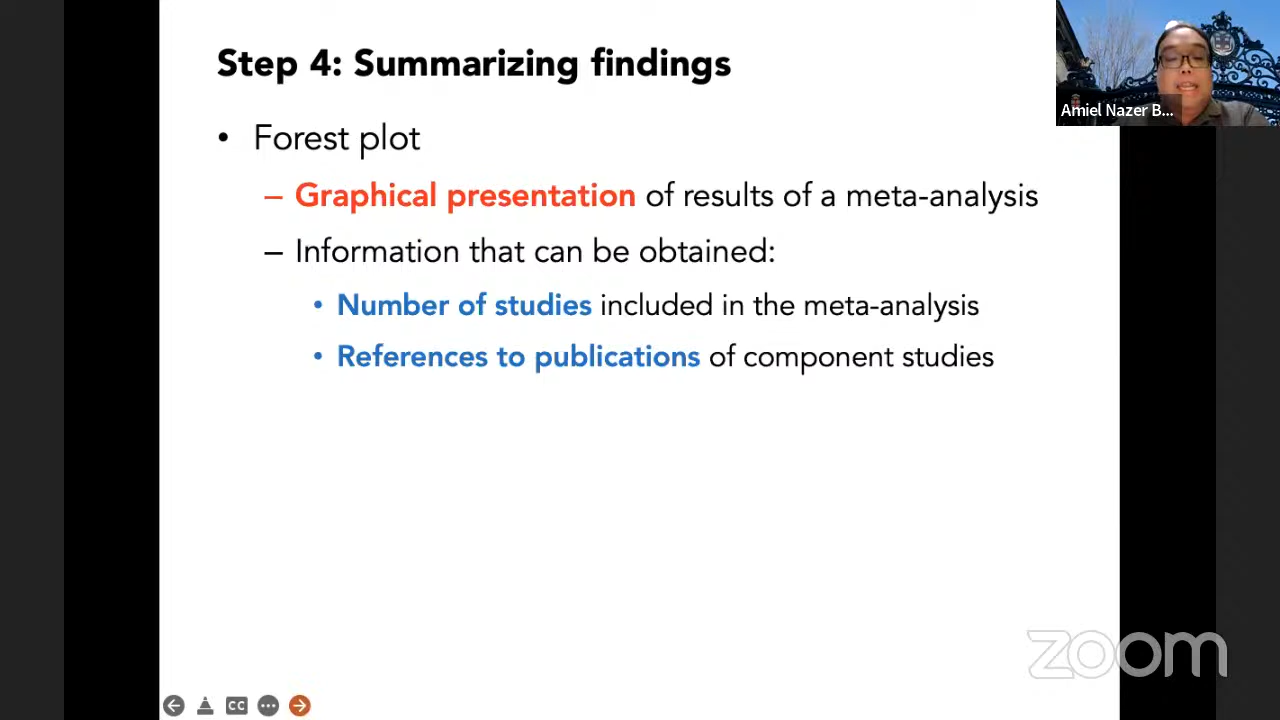 Step 4: Summarizing findings
Amiel Nazer B...
• Forest plot
– Graphical presentation of results of a meta-analysis
– Information that can be obtained:
• Number of studies included in the meta-analysis
• References to publications of component studies
zoom
CC